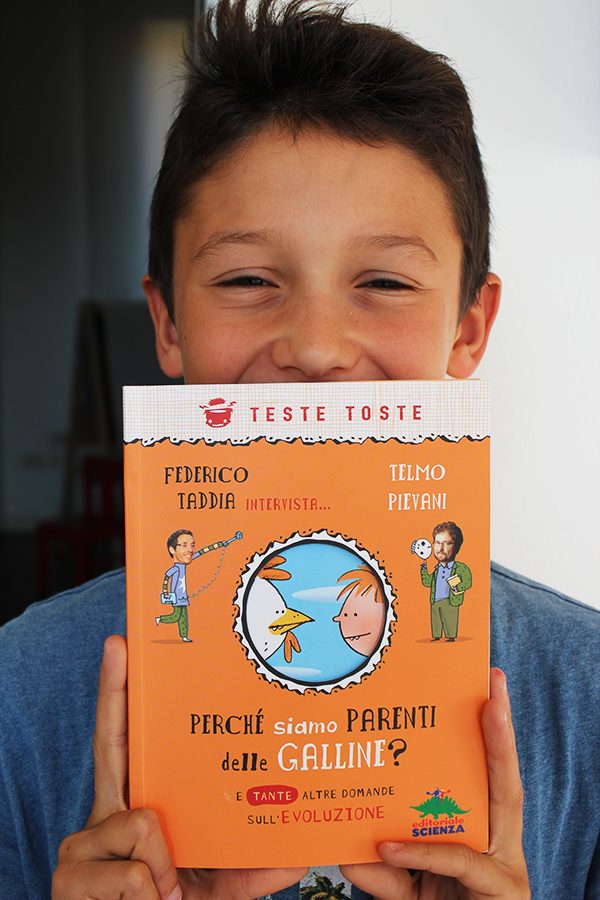 TESTE TOSTE
FEDERICO
TADDIA INTERVISTA...
TELMO
PIEVANI
PERCHÉ siamo PARENTI
delle GALLINE?
E TANTE ALTRE DOMANDE
SULL'EVOLUZIONE
editoriale
SCIENZA